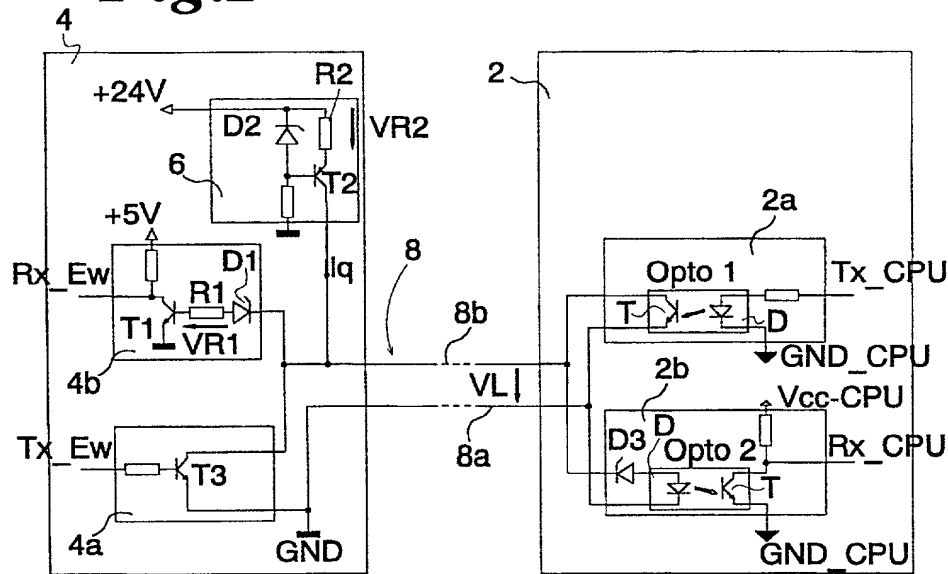 4
2
R2
+24V
D2
VR2
6
T2
2a
+5V
8
Rx_Ew
D1
Iq
Opto 1
Tx_CPU
R1
T
T1
8b
D
VR1
GND_CPU
4b
2b
VL
Vcc-CPU
Tx_Ew
D3
D
Opto 2
Rx_CPU
8a
T3
T
4a
GND
GND_CPU